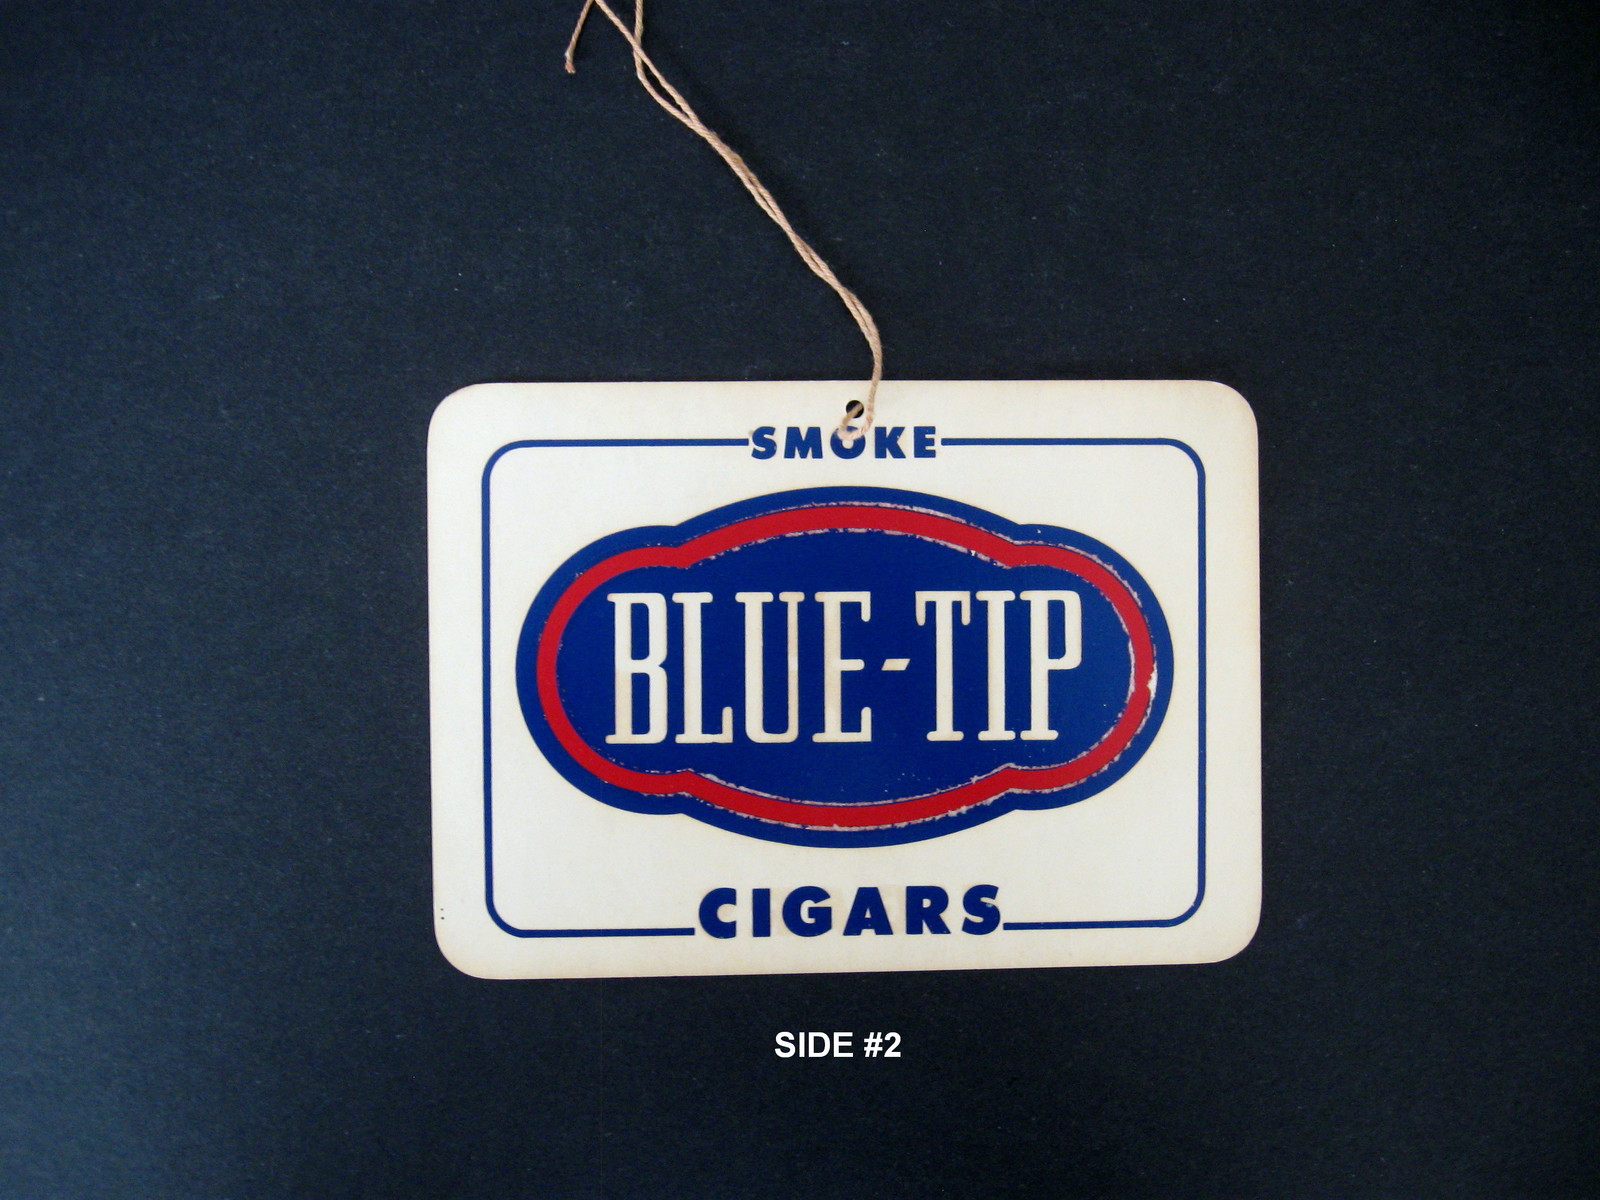 SMOKE
BLUE-TIP
CIGARS
SIDE #2